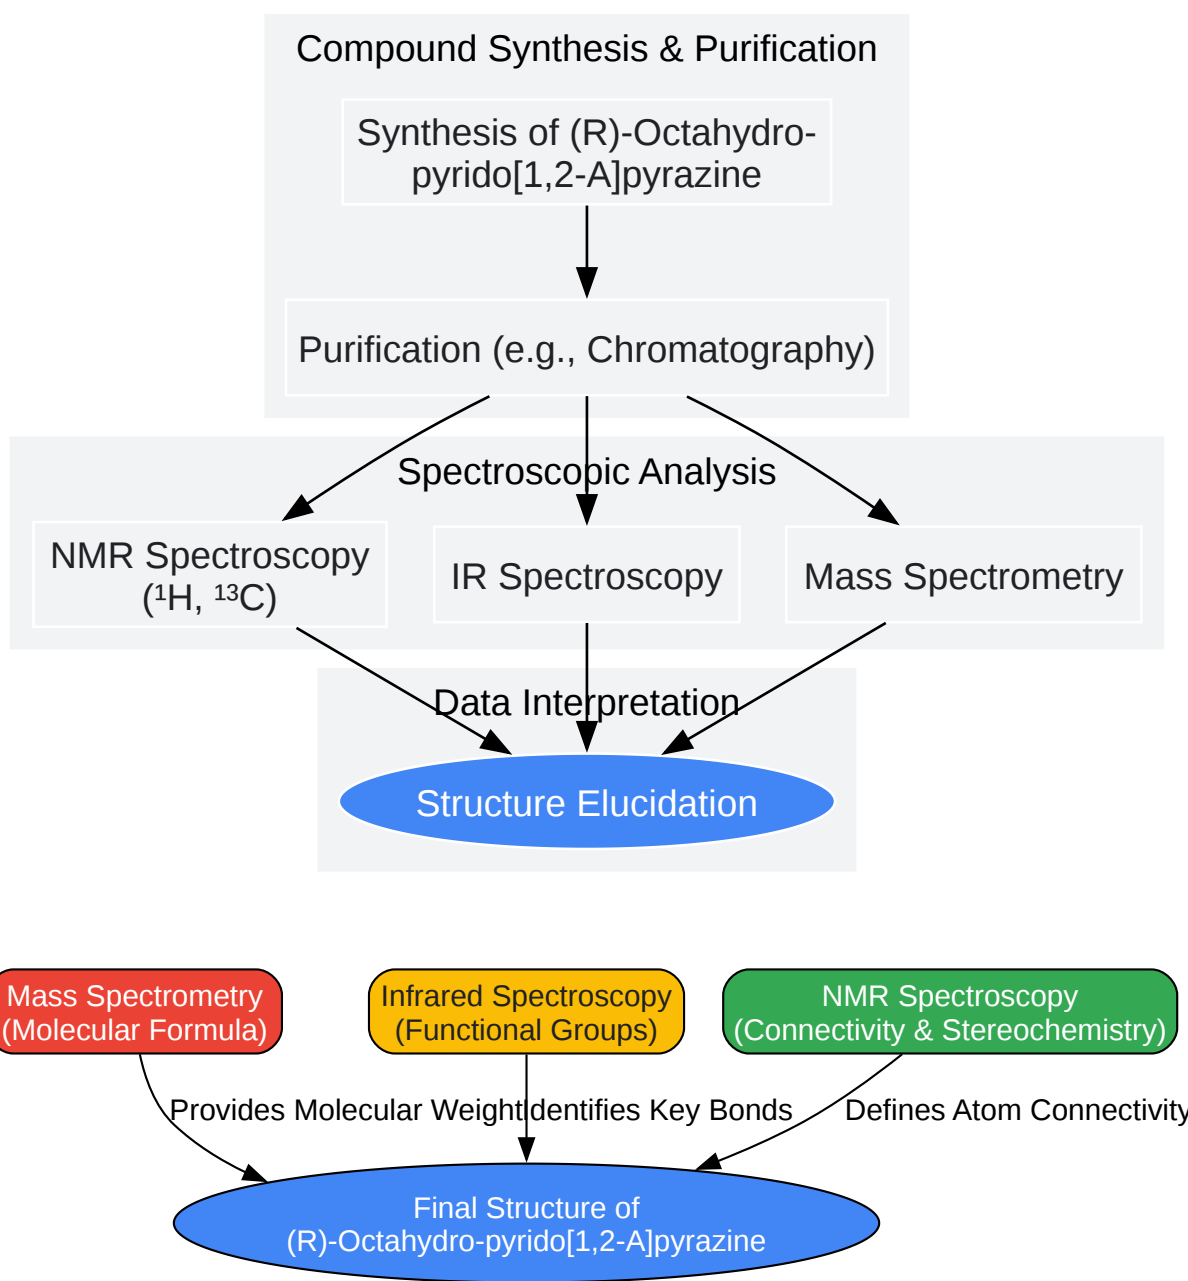 Compound Synthesis & Purification
Synthesis of (R)-Octahydro-
pyrido[1,2-A]pyrazine
Purification (e.g., Chromatography)
Spectroscopic Analysis
NMR Spectroscopy
(¹H, ¹³C)
IR Spectroscopy
Mass Spectrometry
Data Interpretation
Structure Elucidation
Mass Spectrometry
(Molecular Formula)
Infrared Spectroscopy
(Functional Groups)
NMR Spectroscopy
(Connectivity & Stereochemistry)
Provides Molecular Weight
Identifies Key Bonds
Defines Atom Connectivity
Final Structure of
(R)-Octahydro-pyrido[1,2-A]pyrazine